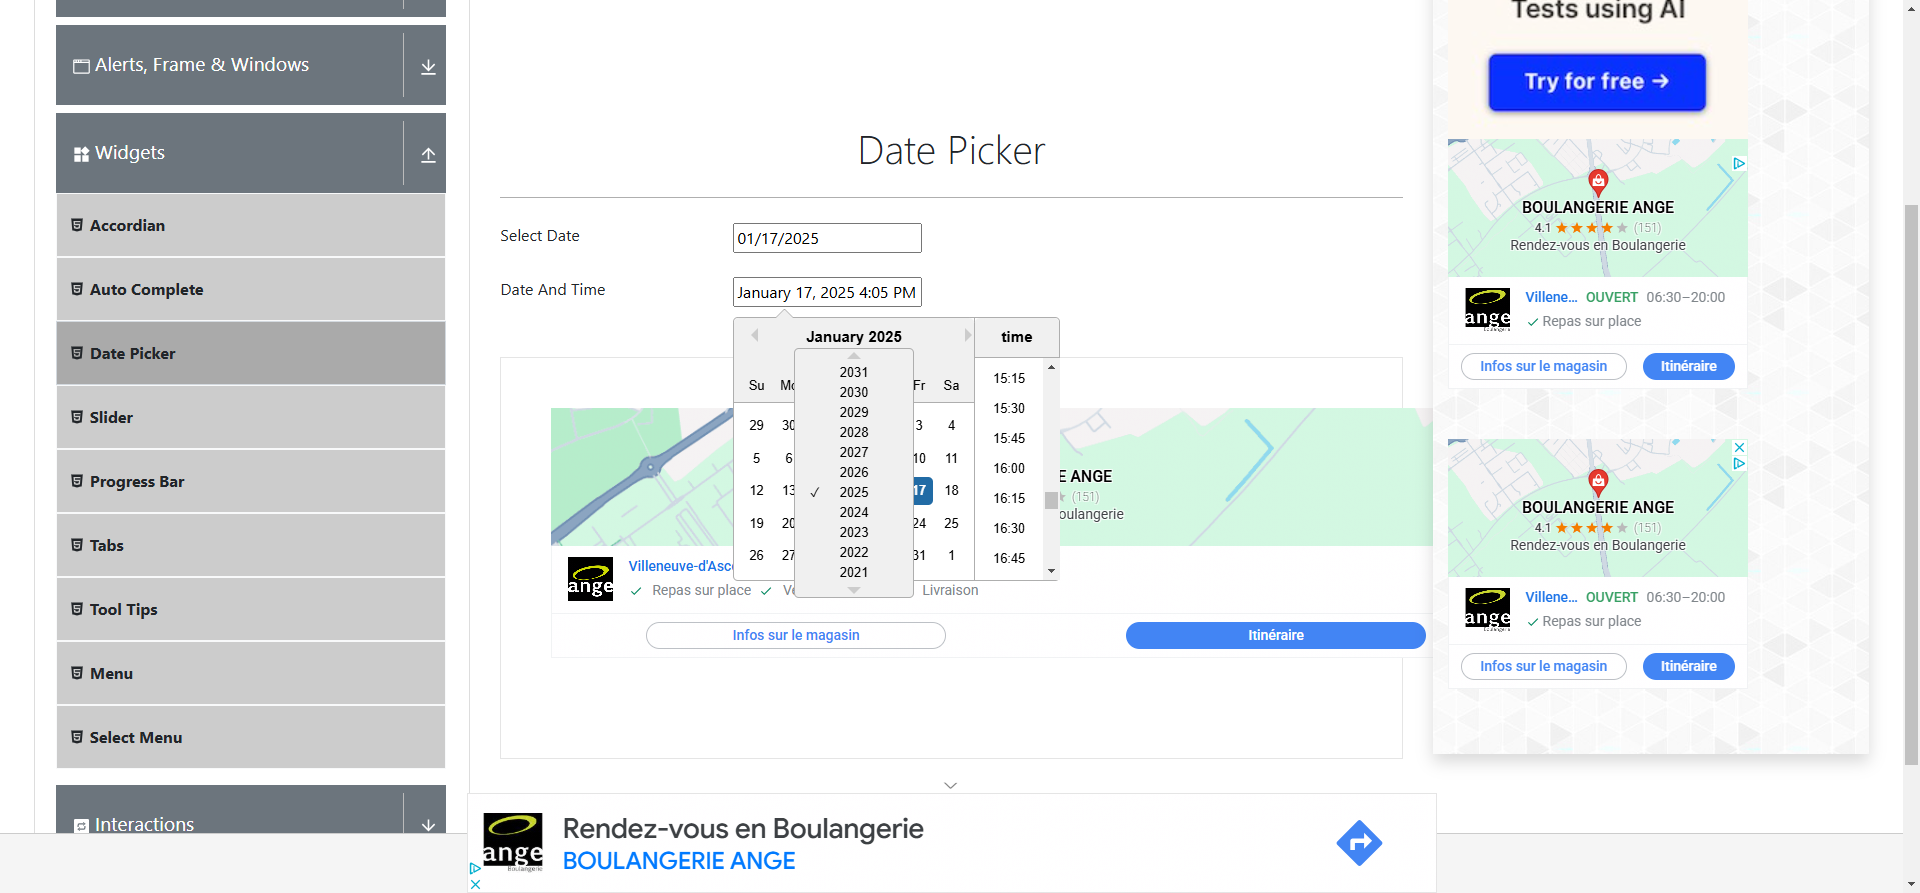 Alerts, Frame & Windows
Widgets
Accordian
Auto Complete
Date Picker
Slider
Progress Bar
Tabs
Tool Tips
Menu
Select Menu
Interactions
Date Picker
Select Date
01/17/2025
Date And Time
January 17, 2025 4:05 PM
January 2025
time
Su Fr Sa
29 30 3 4
5 6 10 11
12 13 17 18
19 20 24 25
26 27 31 1
2031
2030
2029
2028
2027
2026
✓ 2025
2024
2023
2022
2021
15:15
15:30
15:45
16:00
16:15
16:30
16:45
E ANGE
(151)
oulangerie
ange
Villeneuve-d'Asc
Repas sur place
Livraison
Infos sur le magasin
Itinéraire
Tests using AI
Try for free →
BOULANGERIE ANGE
4.1 (151)
Rendez-vous en Boulangerie
ange
Villene... OUVERT 06:30–20:00
Repas sur place
Infos sur le magasin
Itinéraire
BOULANGERIE ANGE
4.1 (151)
Rendez-vous en Boulangerie
ange
Villene... OUVERT 06:30–20:00
Repas sur place
Infos sur le magasin
Itinéraire
ange
Boulangerie
Rendez-vous en Boulangerie
BOULANGERIE ANGE